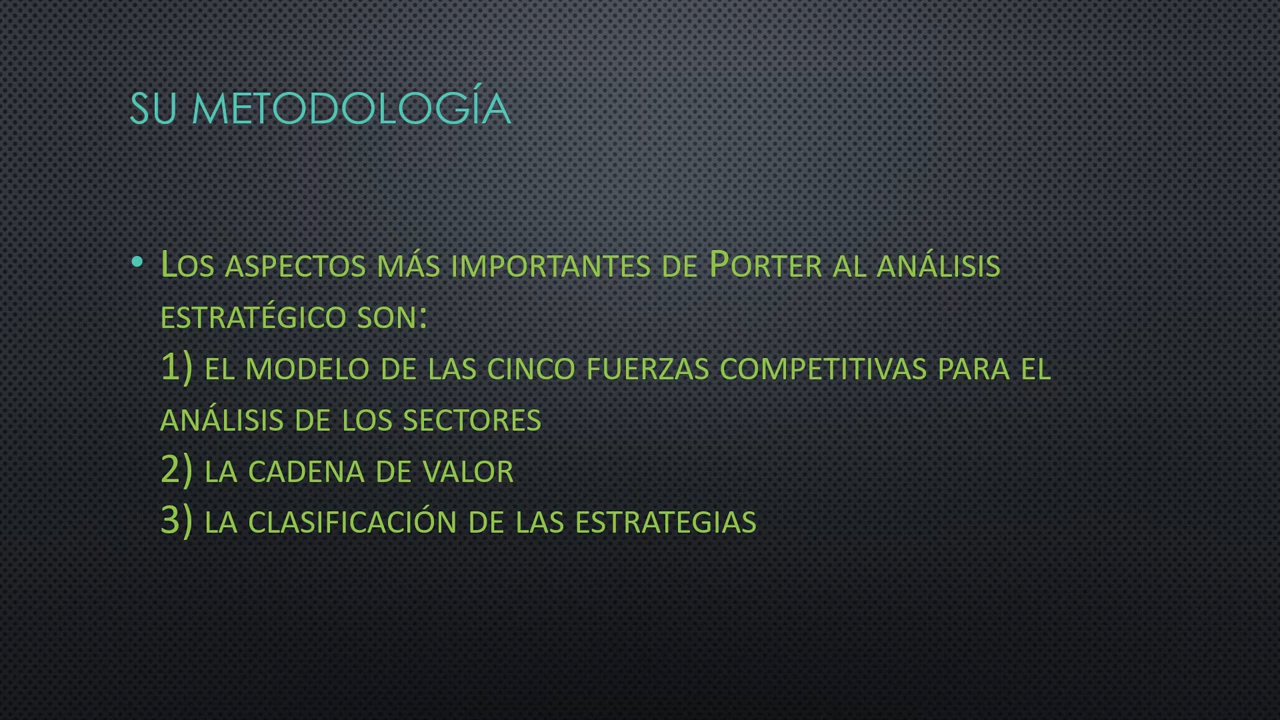 SU METODOLOGÍA
• Los aspectos más importantes de Porter al análisis
estratégico son:
1) el modelo de las cinco fuerzas competitivas para el
análisis de los sectores
2) la cadena de valor
3) la clasificación de las estrategias